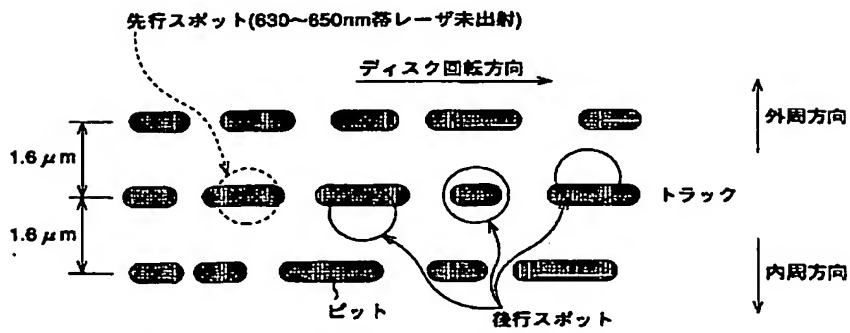 先行スポット(630〜650nm帯レーザ未出射)
ディスク回転方向
外周方向
1.6μm
トラック
1.6μm
内周方向
ピット
後行スポット